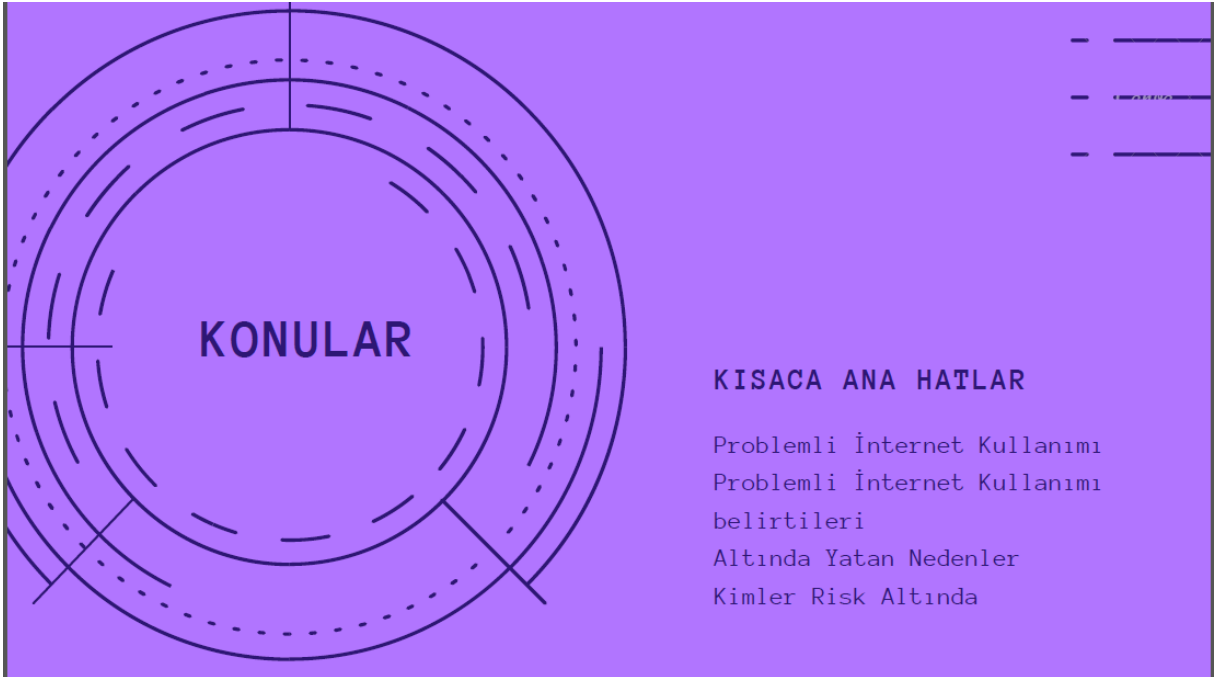 KONULAR
KISACA ANA HATLAR
Problemli İnternet Kullanımı
Problemli İnternet Kullanımı
belirtileri
Altında Yatan Nedenler
Kimler Risk Altında